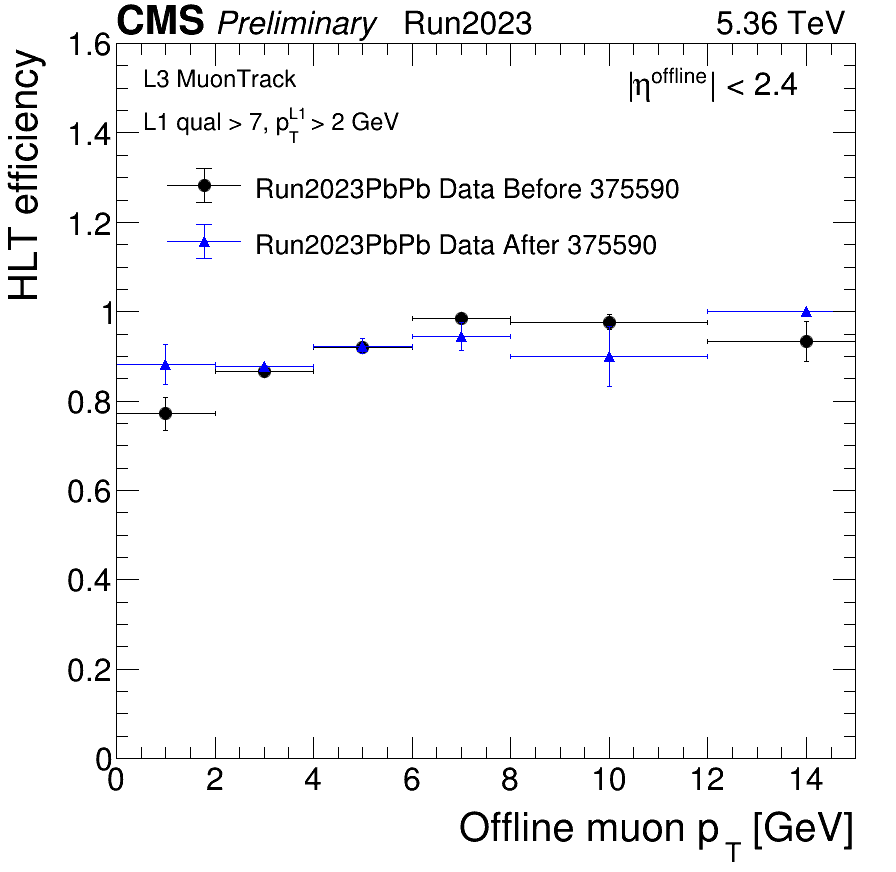 CMS Preliminary Run2023 5.36 TeV
HLT efficiency
L3 MuonTrack
|η^offline| < 2.4
L1 qual > 7, p_T^L1 > 2 GeV
Run2023PbPb Data Before 375590
Run2023PbPb Data After 375590
1.6
1.4
1.2
1
0.8
0.6
0.4
0.2
0
0 2 4 6 8 10 12 14
Offline muon p_T [GeV]